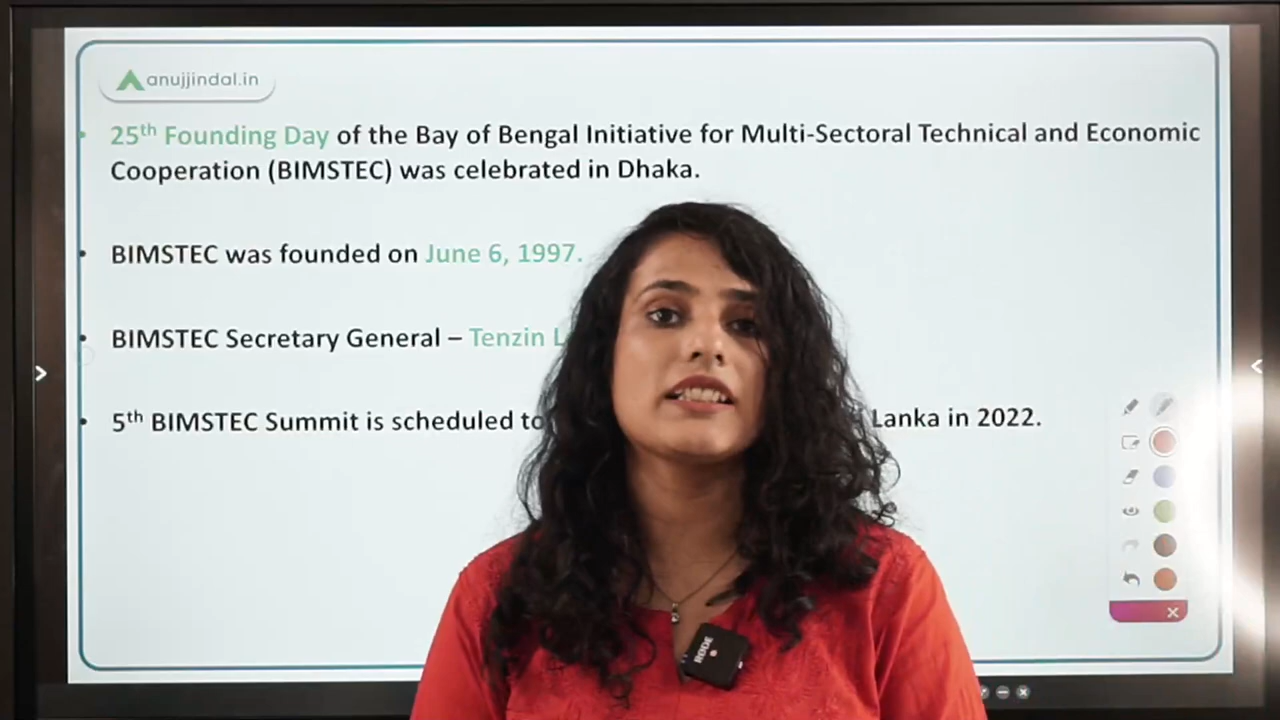 anujjindal.in
• 25th Founding Day of the Bay of Bengal Initiative for Multi-Sectoral Technical and Economic
Cooperation (BIMSTEC) was celebrated in Dhaka.
• BIMSTEC was founded on June 6, 1997.
• BIMSTEC Secretary General – Tenzin
• 5th BIMSTEC Summit is scheduled to Lanka in 2022.
RODE